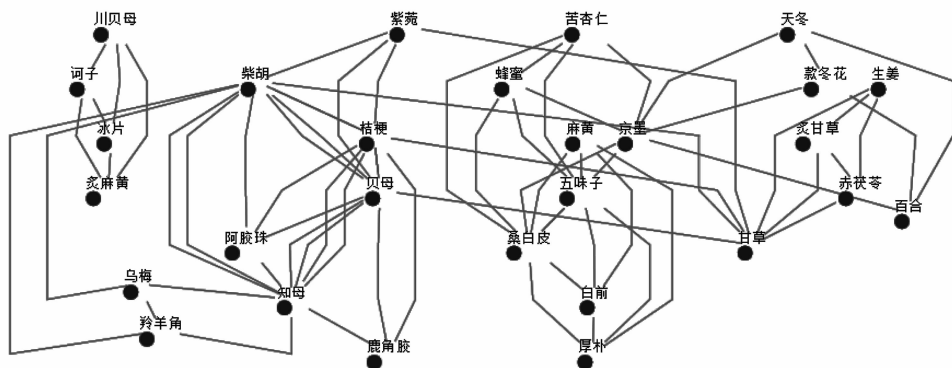 川贝母
紫菀
苦杏仁
天冬
诃子
柴胡
蜂蜜
款冬花
生姜
冰片
桔梗
麻黄
京墨
炙甘草
炙麻黄
贝母
五味子
赤茯苓
百合
阿胶珠
桑白皮
甘草
乌梅
知母
白前
羚羊角
鹿角胶
厚朴